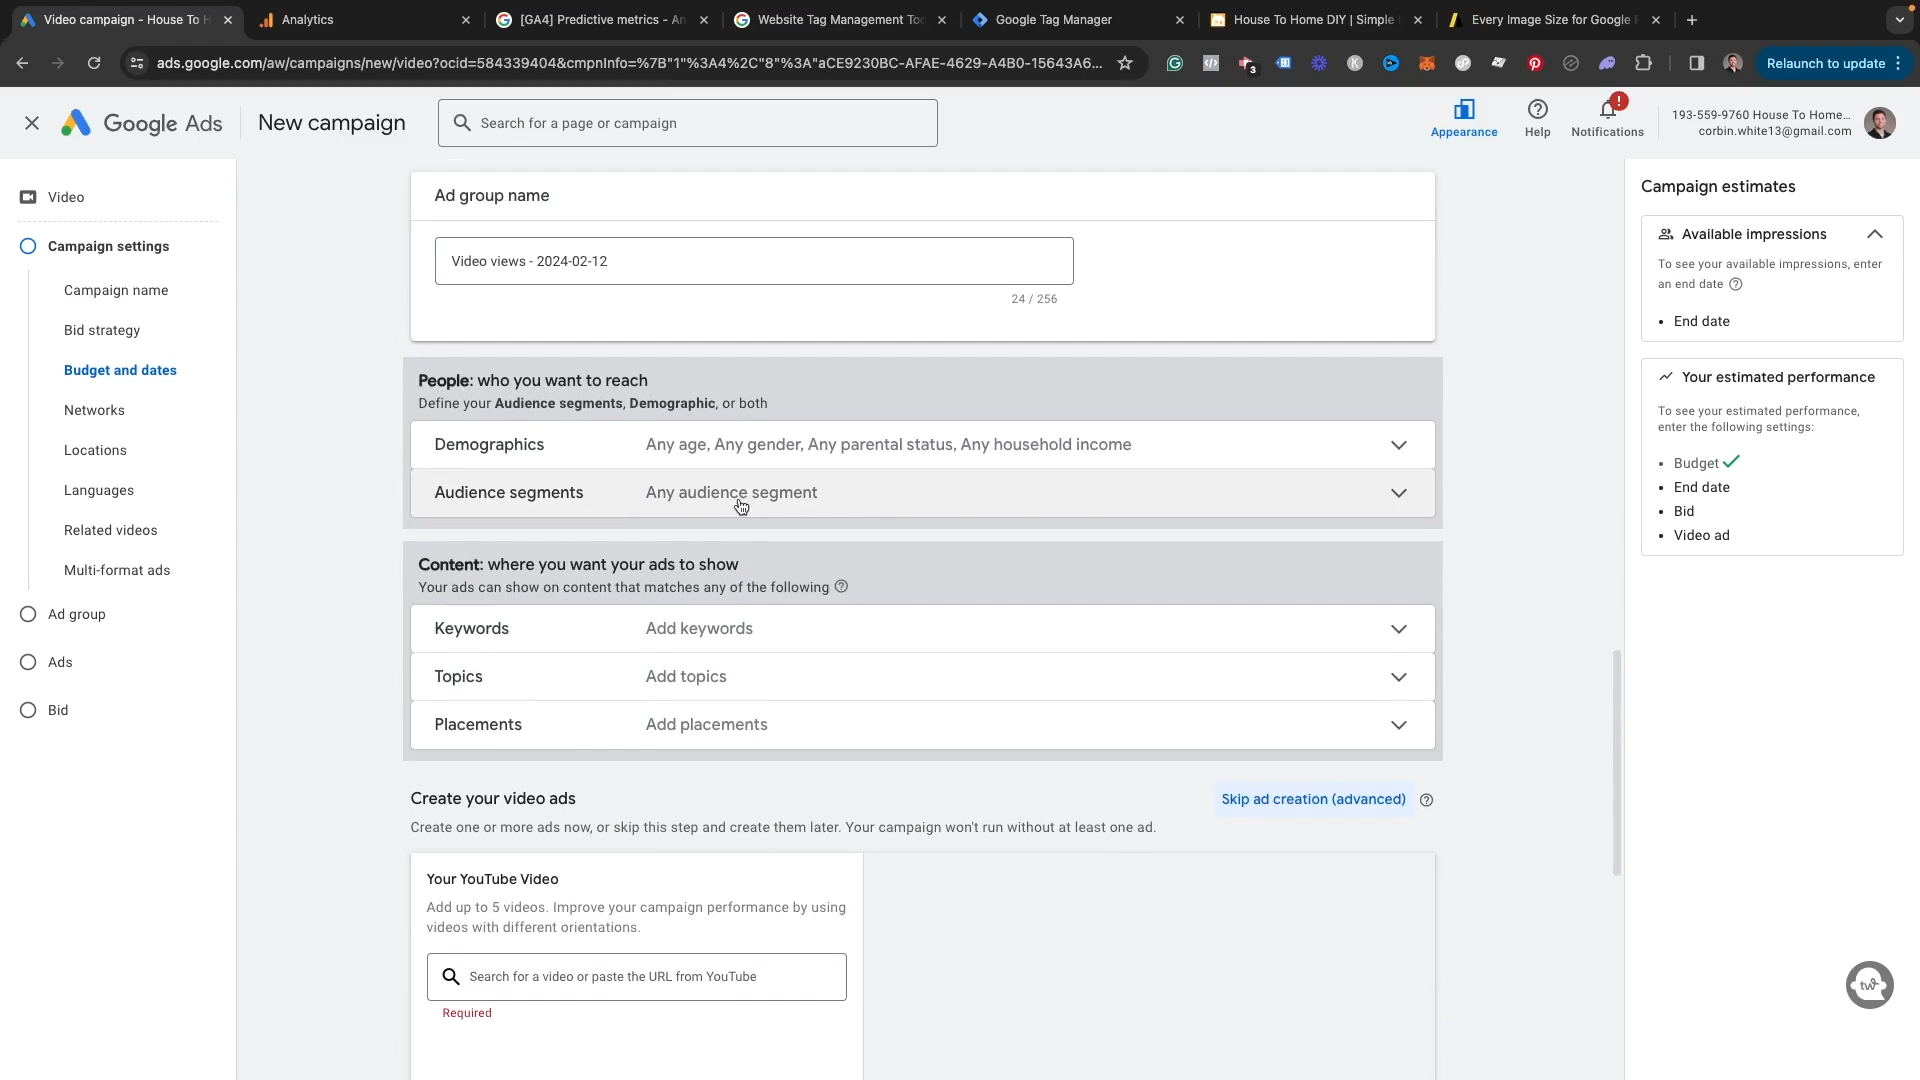 Video campaign - House To H
Analytics
[GA4] Predictive metrics - An
Website Tag Management Too
Google Tag Manager
House To Home DIY | Simple
Every Image Size for Google
ads.google.com/aw/campaigns/new/video?ocid=584339404&cmpnInfo=%7B"1"%3A4%2C"8"%3A"aCE9230BC-AFAE-4629-A4B0-15643A6...
3
Relaunch to update
Google Ads
New campaign
Search for a page or campaign
Appearance
Help
!
Notifications
193-559-9760 House To Home...
corbin.white13@gmail.com
Video
Campaign settings
Campaign name
Bid strategy
Budget and dates
Networks
Locations
Languages
Related videos
Multi-format ads
Ad group
Ads
Bid
Ad group name
Video views - 2024-02-12
24 / 256
People: who you want to reach
Define your Audience segments, Demographic, or both
Demographics Any age, Any gender, Any parental status, Any household income
Audience segments Any audience segment
Content: where you want your ads to show
Your ads can show on content that matches any of the following
Keywords Add keywords
Topics Add topics
Placements Add placements
Create your video ads
Skip ad creation (advanced)
Create one or more ads now, or skip this step and create them later. Your campaign won't run without at least one ad.
Your YouTube Video
Add up to 5 videos. Improve your campaign performance by using
videos with different orientations.
Search for a video or paste the URL from YouTube
Required
Campaign estimates
Available impressions
To see your available impressions, enter
an end date
• End date
Your estimated performance
To see your estimated performance,
enter the following settings:
• Budget
• End date
• Bid
• Video ad